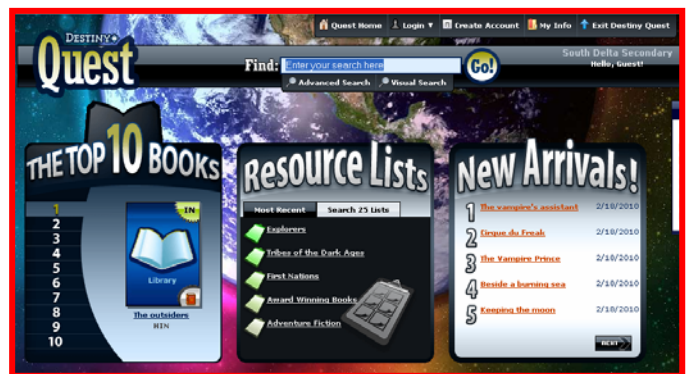 Quest Home Login ▼ Create Account My Info Exit Destiny Quest
DESTINY
Quest
Find: Enter your search here Go!
Advanced Search Visual Search
South Delta Secondary
Hello, Guest!
THE TOP 10 BOOKS
1
2
3
4
5
6
7
8
9
10
IN
Library
The outsiders
HIN
Resource Lists
Most Recent Search 25 Lists
Explorers
Tribes of the Dark Ages
First Nations
Award Winning Books
Adventure Fiction
New Arrivals!
1 The vampire's assistant 2/18/2010
2 Cirque du Freak 2/18/2010
3 The Vampire Prince 2/18/2010
4 Beside a burning sea 2/18/2010
5 Keeping the moon 2/18/2010
NEXT